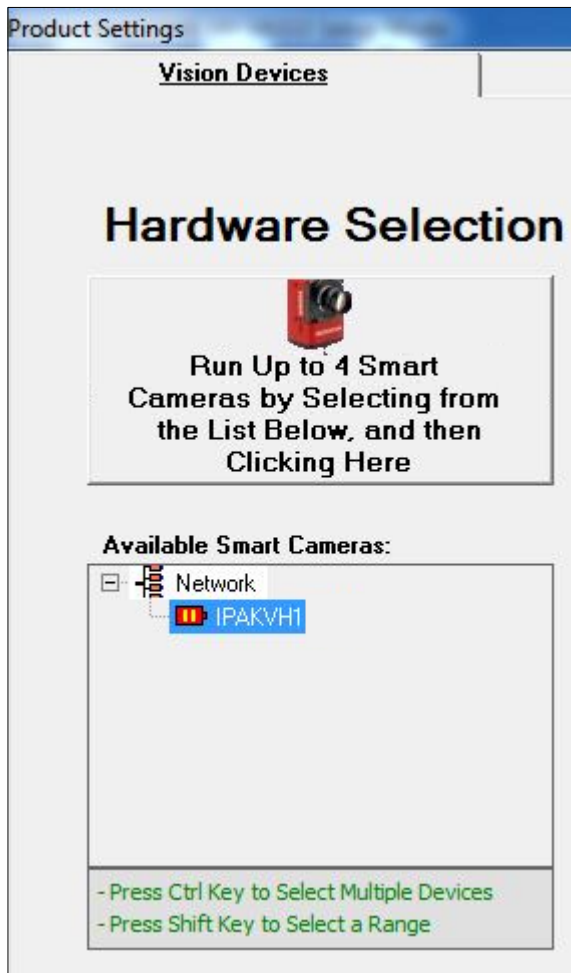 Product Settings
Vision Devices
Hardware Selection
Run Up to 4 Smart
Cameras by Selecting from
the List Below, and then
Clicking Here
Available Smart Cameras:
Network
IPAKVH1
- Press Ctrl Key to Select Multiple Devices
- Press Shift Key to Select a Range